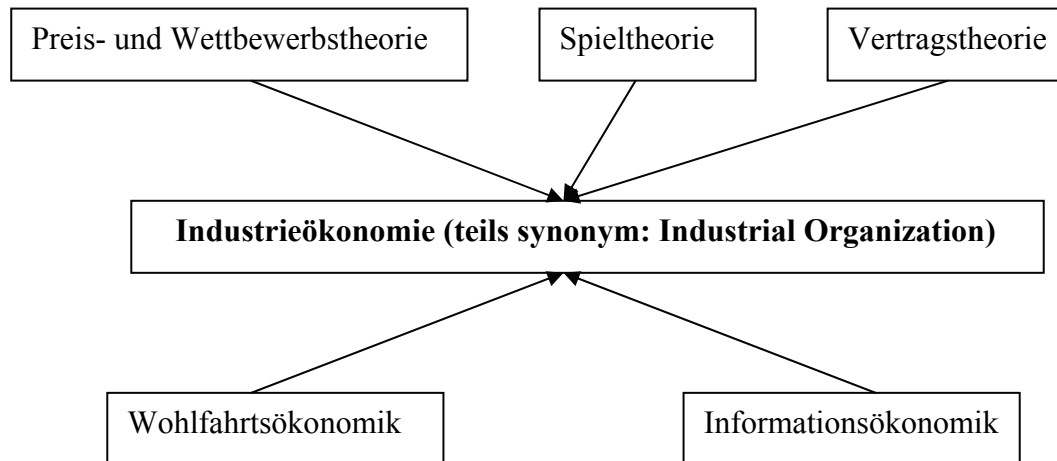 Preis- und Wettbewerbstheorie
Spieltheorie
Vertragstheorie
Industrieökonomie (teils synonym: Industrial Organization)
Wohlfahrtsökonomik
Informationsökonomik